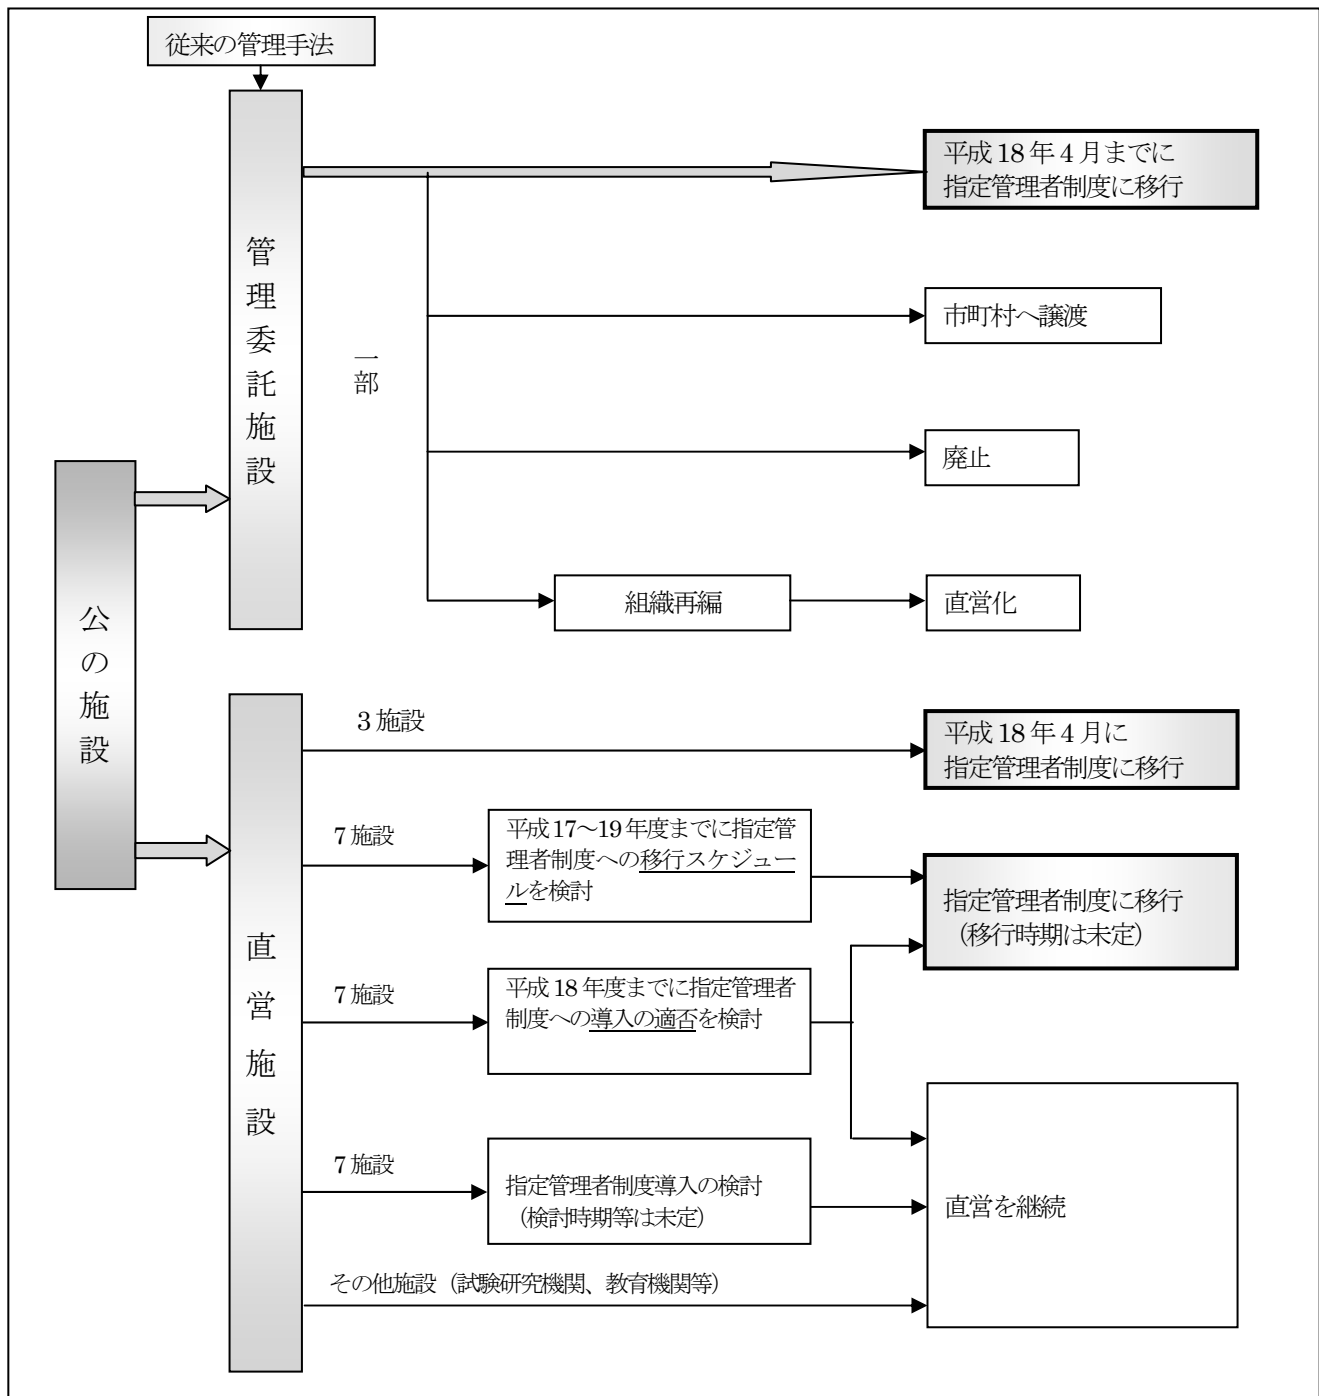 従来の管理手法
管理委託施設
平成18年4月までに
指定管理者制度に移行
市町村へ譲渡
一部
廃止
組織再編
直営化
公の施設
直営施設
3施設
平成18年4月に
指定管理者制度に移行
7施設
平成17～19年度までに指定管
理者制度への移行スケジュー
ルを検討
指定管理者制度に移行
（移行時期は未定）
7施設
平成18年度までに指定管理者
制度への導入の適否を検討
7施設
指定管理者制度導入の検討
（検討時期等は未定）
直営を継続
その他施設（試験研究機関、教育機関等）